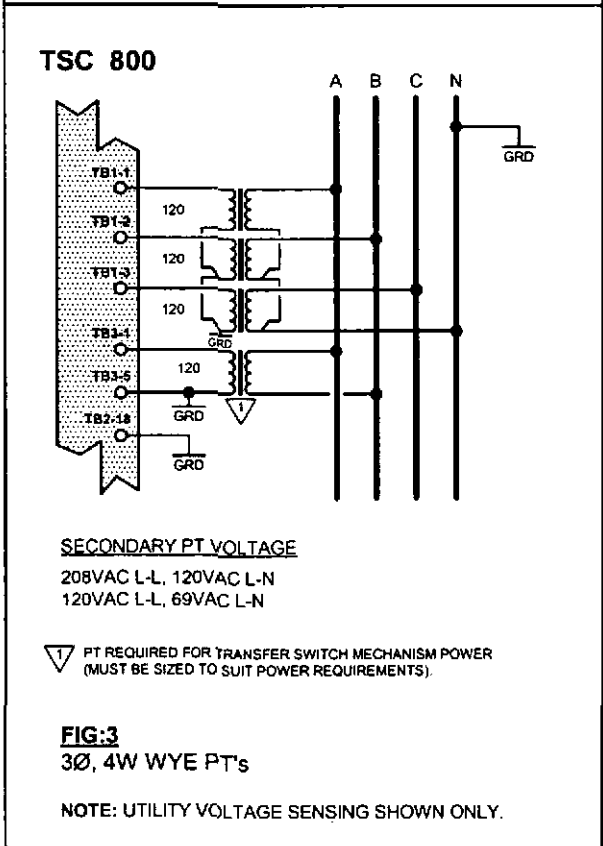 TSC 800
A B C N
GRD
TB1-1
120
TB1-2
120
TB1-3
120
GRD
TB3-1
120
TB3-5
GRD
1
TB2-18
GRD
SECONDARY PT VOLTAGE
208VAC L-L, 120VAC L-N
120VAC L-L, 69VAC L-N
1 PT REQUIRED FOR TRANSFER SWITCH MECHANISM POWER
(MUST BE SIZED TO SUIT POWER REQUIREMENTS).
FIG:3
3Ø, 4W WYE PT's
NOTE: UTILITY VOLTAGE SENSING SHOWN ONLY.